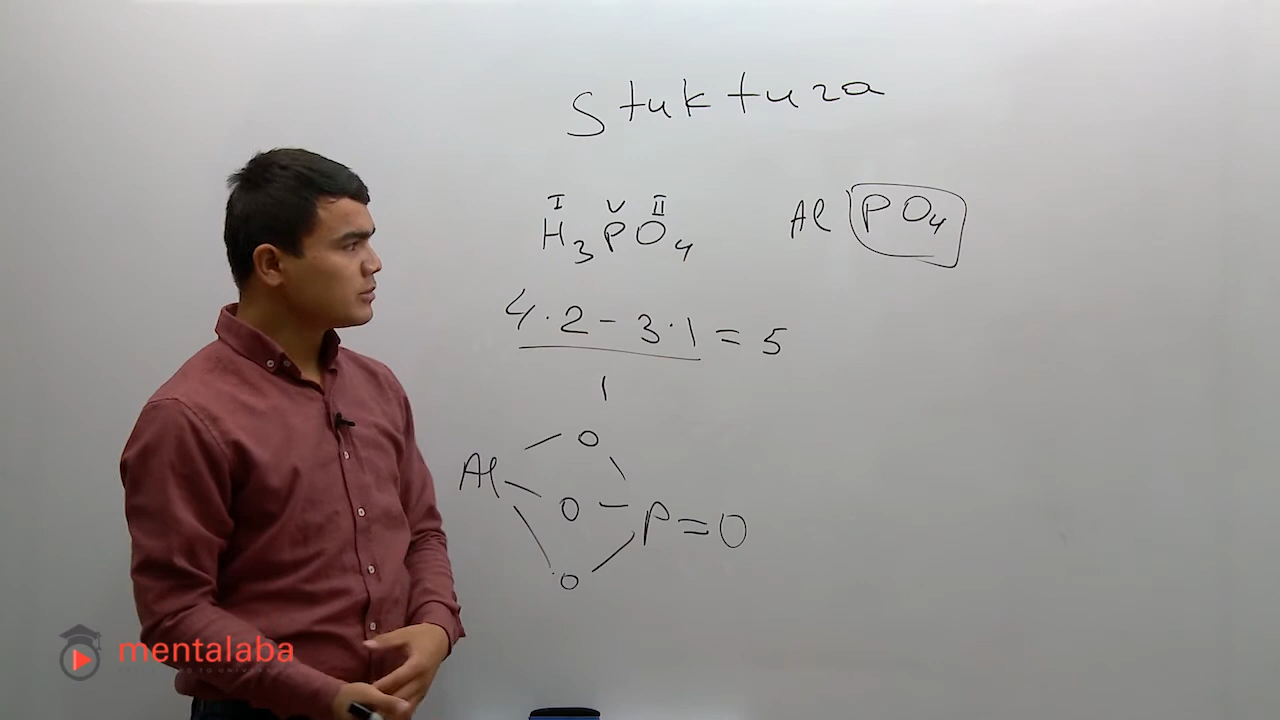 Stuktura
I V II
H3PO4 Al PO4
4·2-3·1=5
1
O
Al
O P=O
O
mentalaba